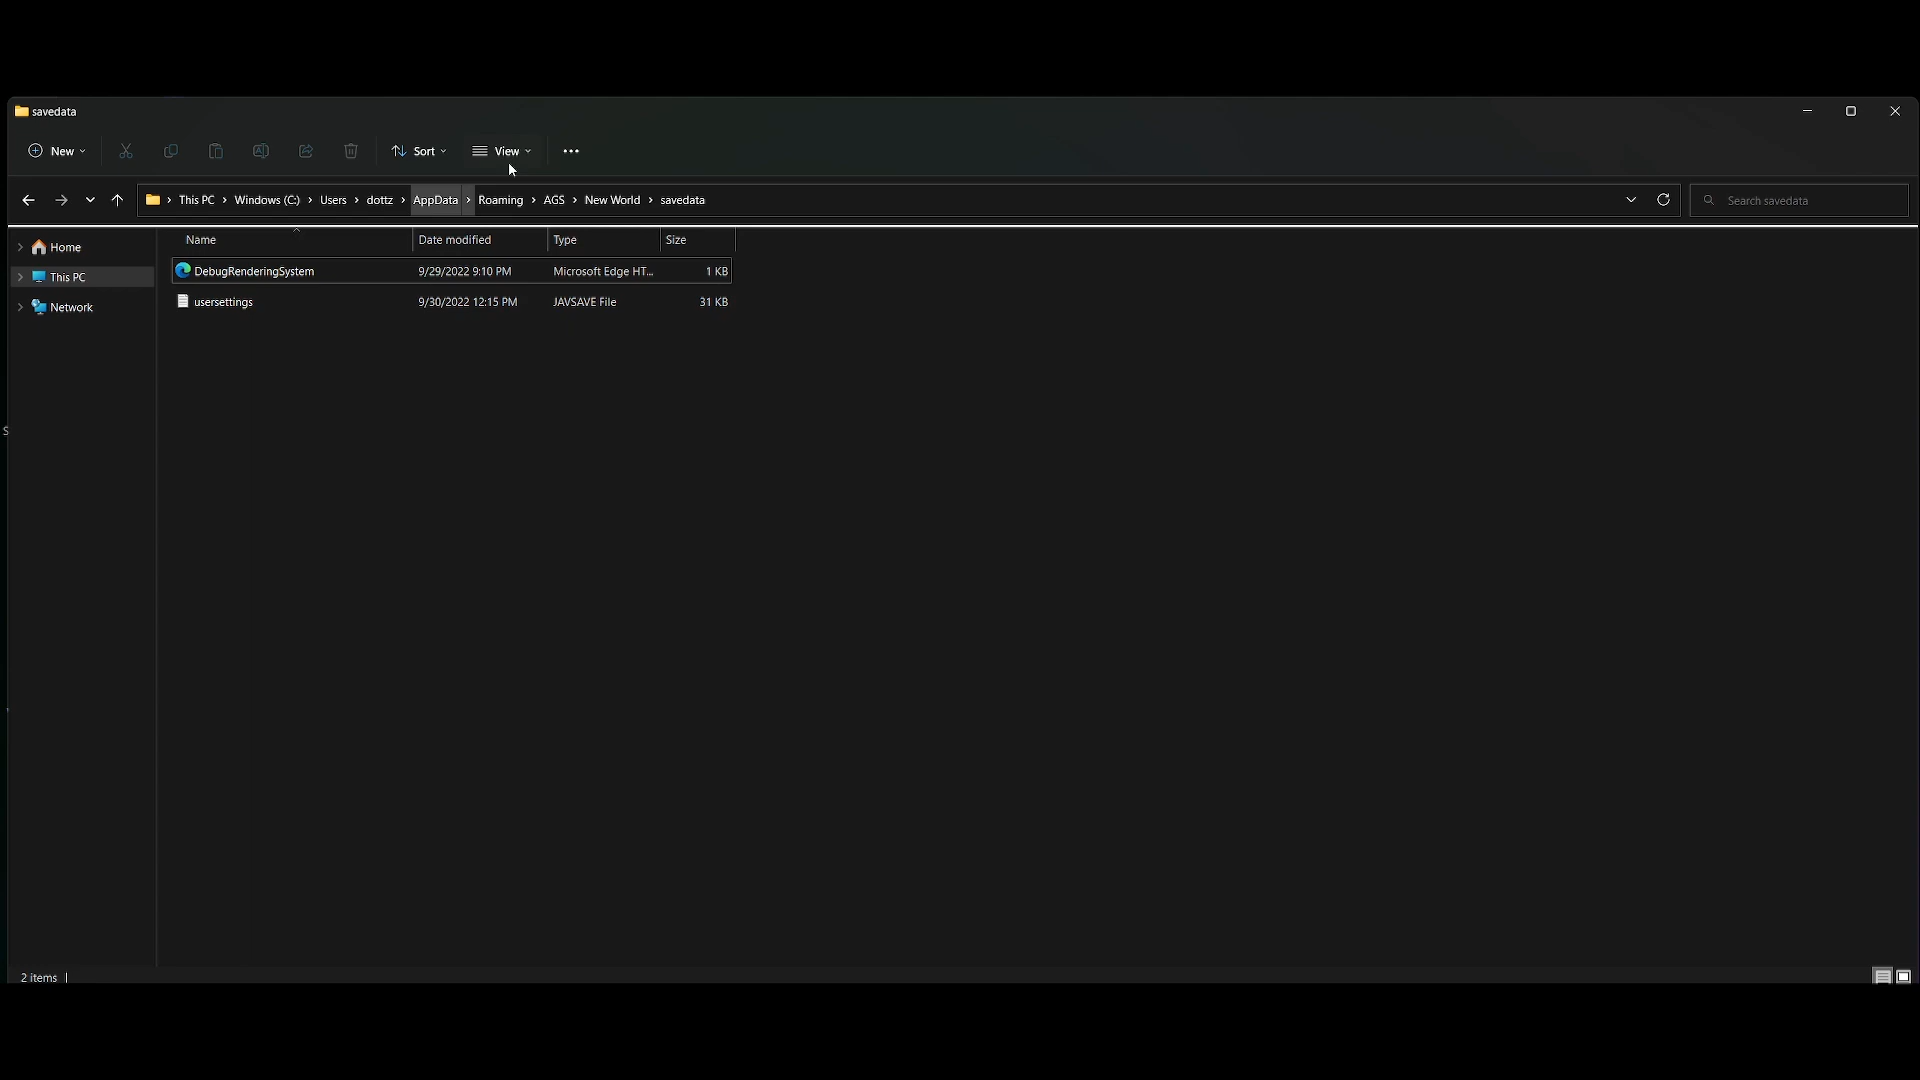 savedata
New Sort View
This PC Windows (C:) Users dottz AppData Roaming AGS New World savedata Search savedata
Name Date modified Type Size
Home
DebugRenderingSystem 9/29/2022 9:10 PM Microsoft Edge HT... 1 KB
This PC
usersettings 9/30/2022 12:15 PM JAVSAVE File 31 KB
Network
S
2 items